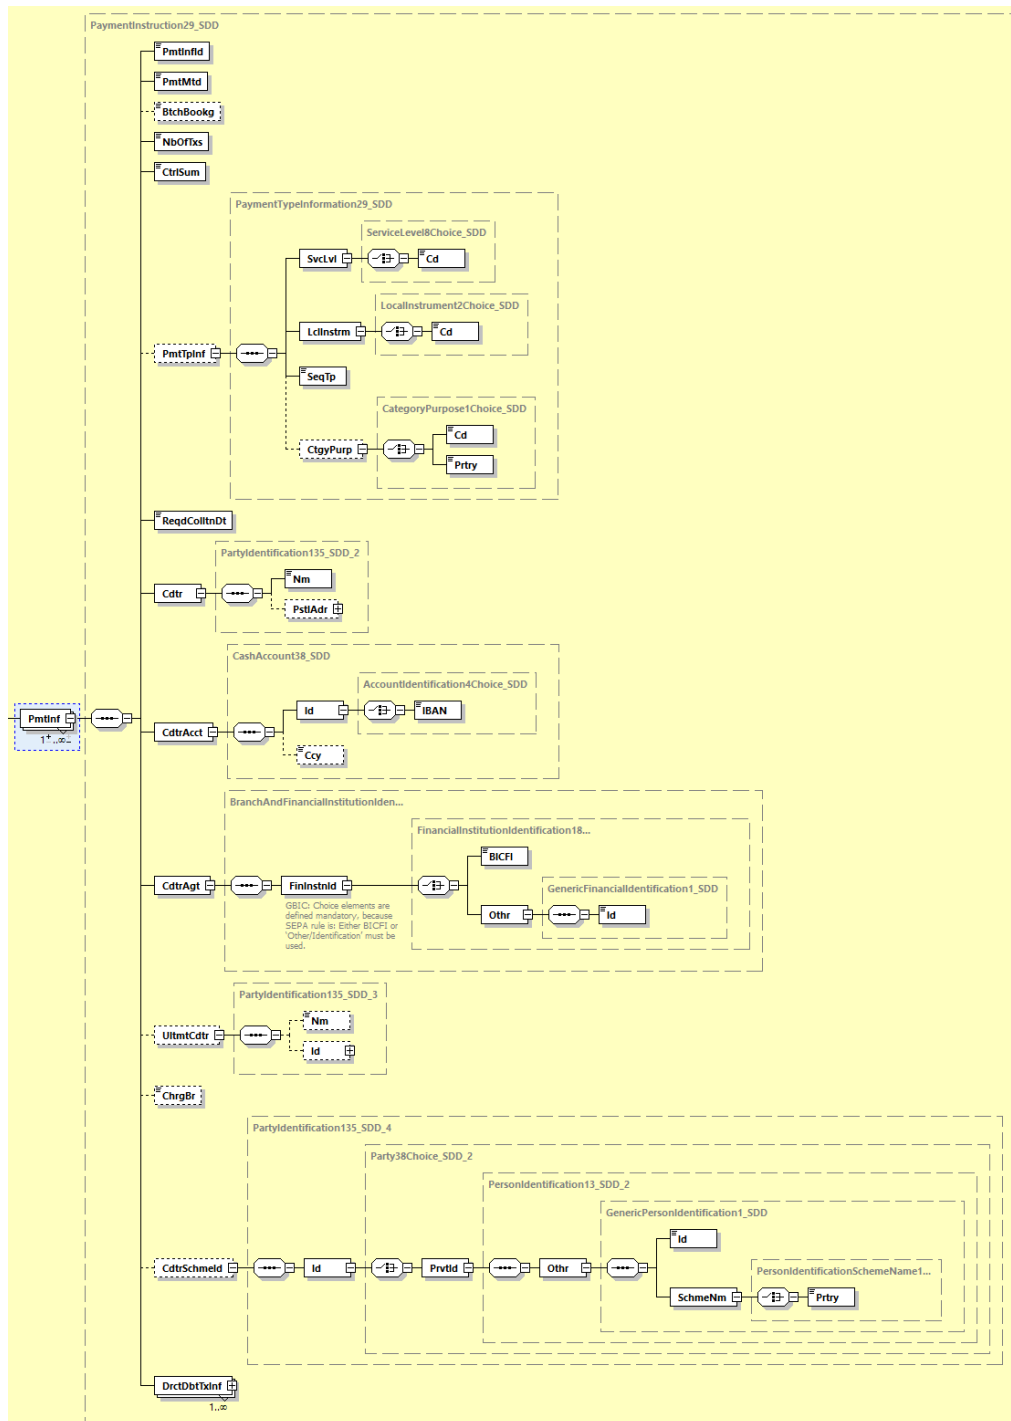 PaymentInstruction29_SDD
PmtInfId
PmtMtd
BtchBookg
NbOfTxs
CtrlSum
PaymentTypeInformation29_SDD
ServiceLevel8Choice_SDD
SvcLvl
Cd
LocalInstrument2Choice_SDD
LclInstrm
Cd
PmtTpInf
SeqTp
CategoryPurpose1Choice_SDD
Cd
CtgyPurp
Prtry
ReqdColltnDt
PartyIdentification135_SDD_2
Nm
Cdtr
PstlAdr
CashAccount38_SDD
AccountIdentification4Choice_SDD
Id
IBAN
PmtInf
1..∞
CdtrAcct
Ccy
BranchAndFinancialInstitutionIden...
FinancialInstitutionIdentification18...
BICFI
CdtrAgt
FinInstnId
GenericFinancialIdentification1_SDD
GBIC: Choice elements are
defined mandatory, because
SEPA rule is: Either BICFI or
'Other/Identification' must be
used.
Othr
Id
PartyIdentification135_SDD_3
Nm
UltmtCdtr
Id
ChrgBr
PartyIdentification135_SDD_4
Party38Choice_SDD_2
PersonIdentification13_SDD_2
GenericPersonIdentification1_SDD
Id
CdtrSchmeId
Id
PrvtId
Othr
PersonIdentificationSchemeName1...
SchmeNm
Prtry
DrctDbtTxInf
1..∞